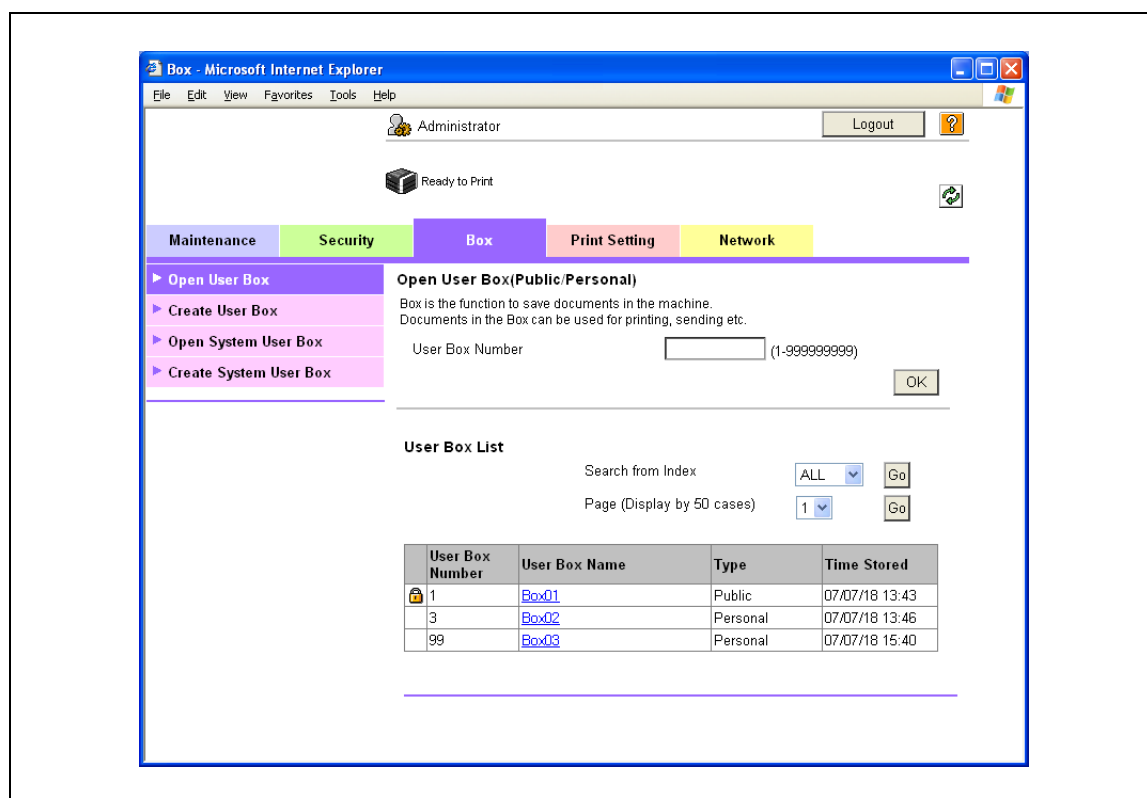 Box - Microsoft Internet Explorer
File Edit View Favorites Tools Help
Administrator Logout ?
Ready to Print
Maintenance Security Box Print Setting Network
Open User Box
Create User Box
Open System User Box
Create System User Box
Open User Box(Public/Personal)
Box is the function to save documents in the machine.
Documents in the Box can be used for printing, sending etc.
User Box Number (1-999999999)
OK
User Box List
Search from Index ALL Go
Page (Display by 50 cases) 1 Go
User Box Number User Box Name Type Time Stored
1 Box01 Public 07/07/18 13:43
3 Box02 Personal 07/07/18 13:46
99 Box03 Personal 07/07/18 15:40